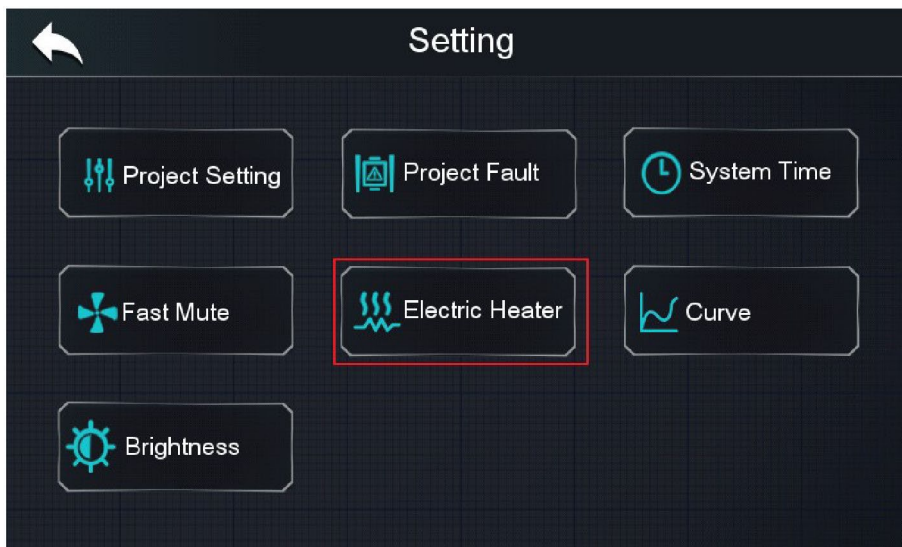 Setting
Project Setting
Project Fault
System Time
Fast Mute
Electric Heater
Curve
Brightness